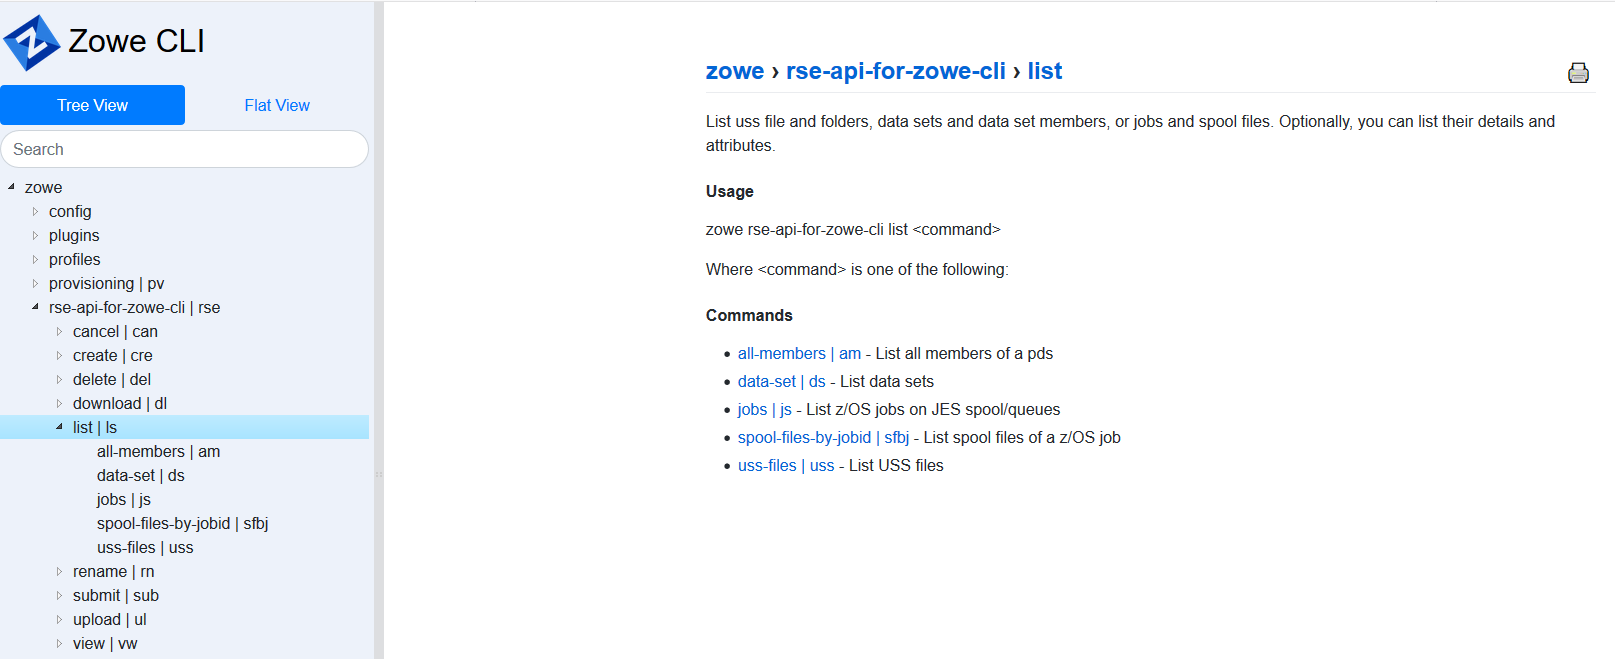 Zowe CLI
Tree View
Flat View
Search
zowe
config
plugins
profiles
provisioning | pv
rse-api-for-zowe-cli | rse
cancel | can
create | cre
delete | del
download | dl
list | ls
all-members | am
data-set | ds
jobs | js
spool-files-by-jobid | sfbj
uss-files | uss
rename | rn
submit | sub
upload | ul
view | vw
zowe › rse-api-for-zowe-cli › list
List uss file and folders, data sets and data set members, or jobs and spool files. Optionally, you can list their details and
attributes.
Usage
zowe rse-api-for-zowe-cli list <command>
Where <command> is one of the following:
Commands
• all-members | am - List all members of a pds
• data-set | ds - List data sets
• jobs | js - List z/OS jobs on JES spool/queues
• spool-files-by-jobid | sfbj - List spool files of a z/OS job
• uss-files | uss - List USS files